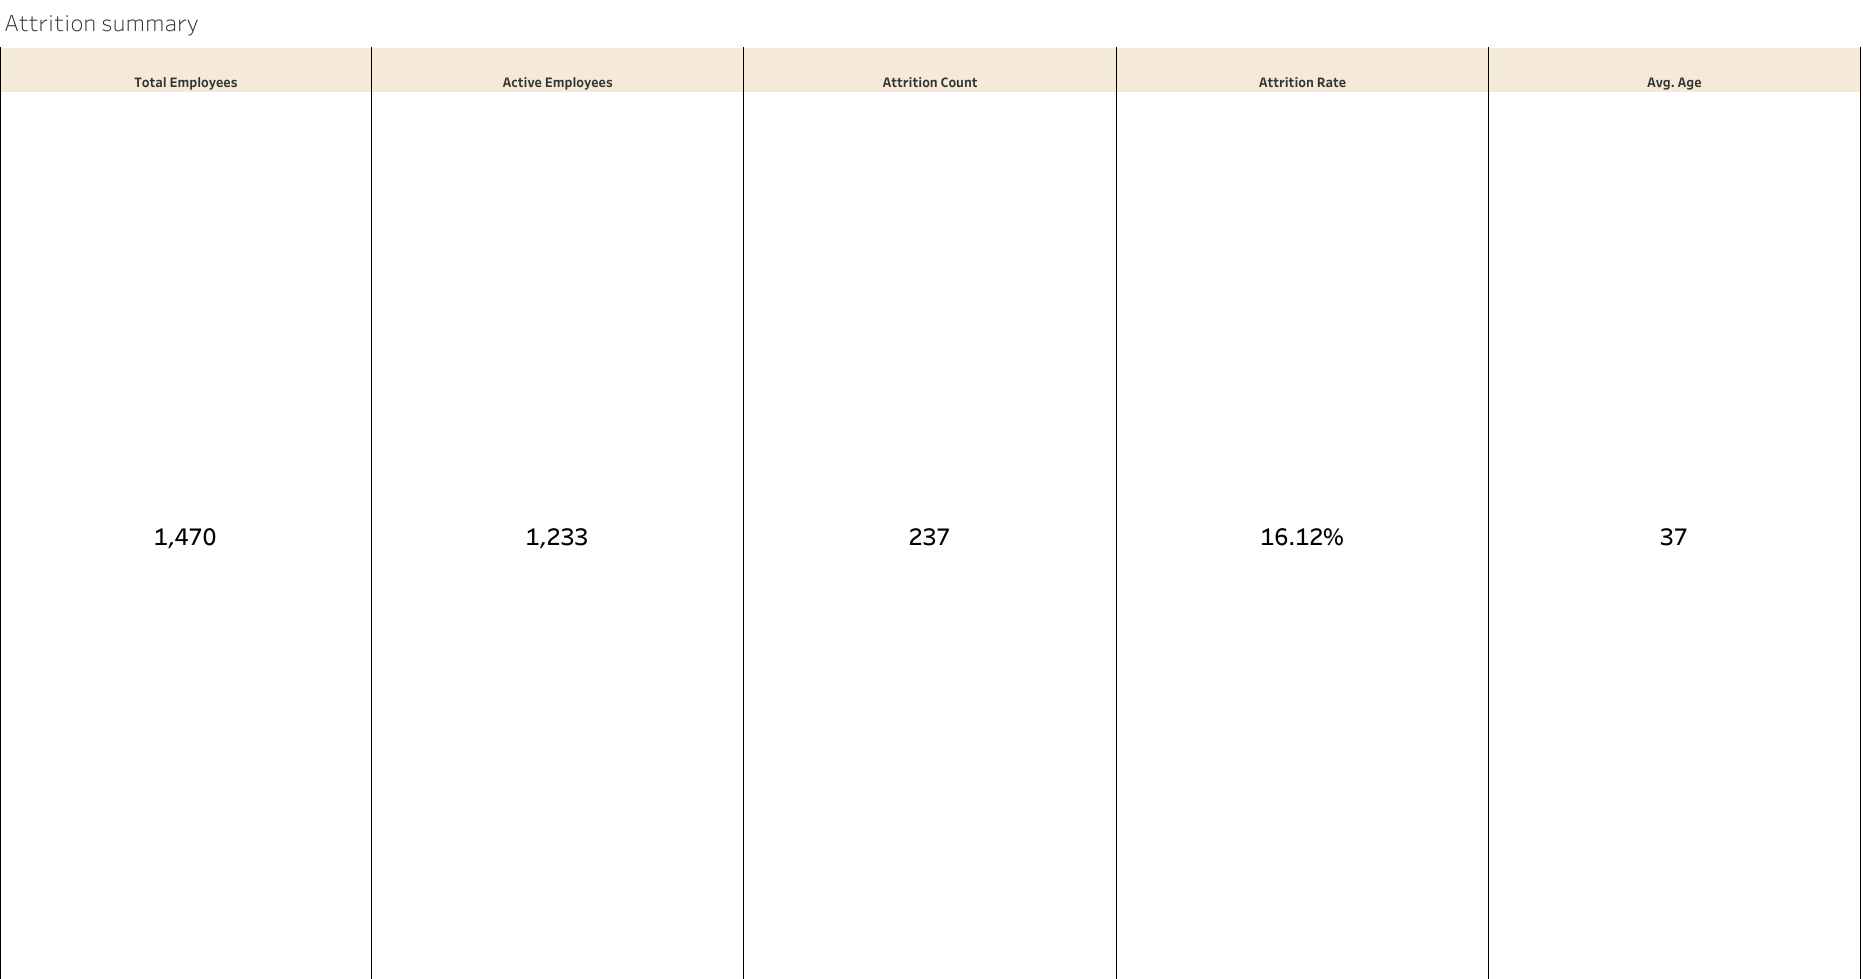 Attrition summary
Total Employees Active Employees Attrition Count Attrition Rate Avg. Age
1,470 1,233 237 16.12% 37